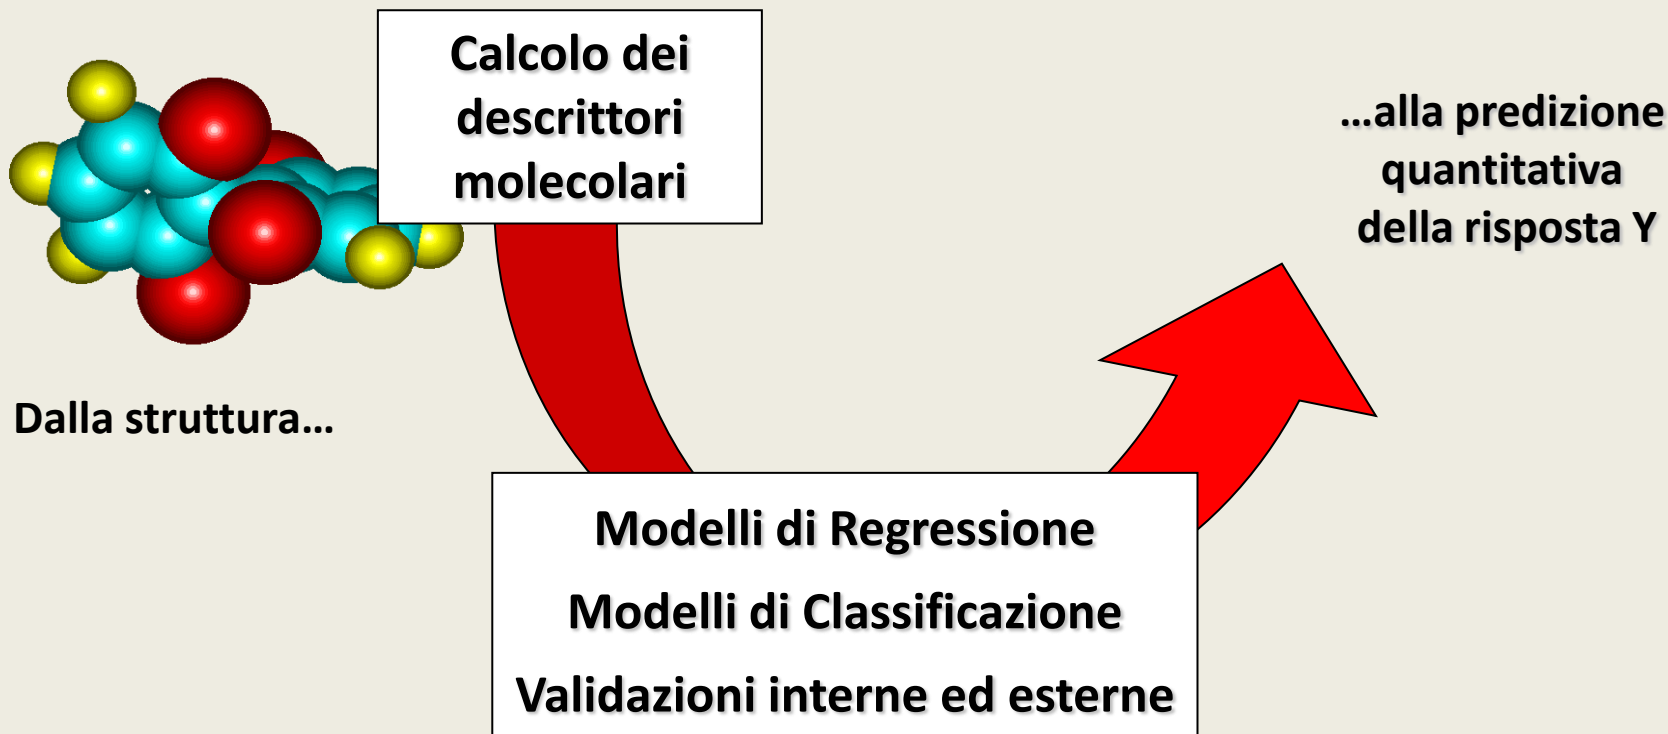 Calcolo dei
descrittori
molecolari
Dalla struttura...
...alla predizione
quantitativa
della risposta Y
Modelli di Regressione
Modelli di Classificazione
Validazioni interne ed esterne